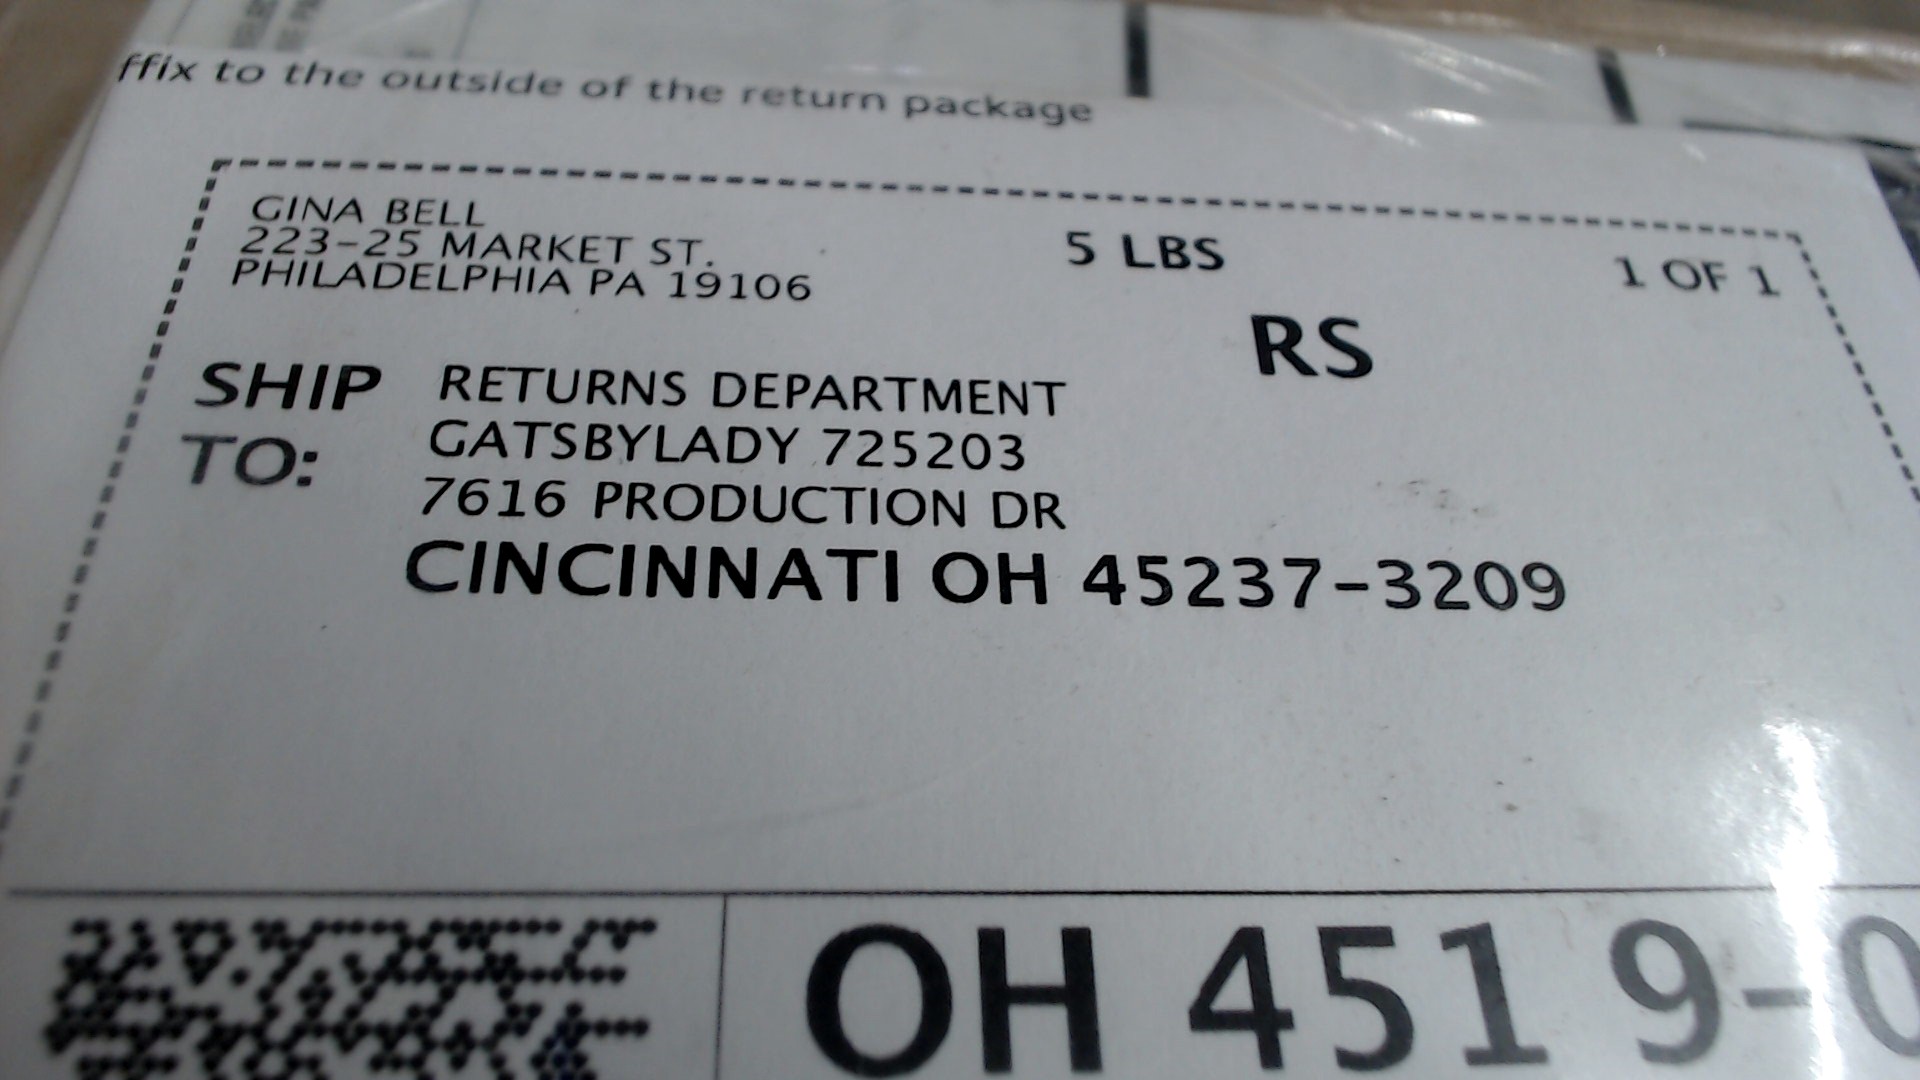 ffix to the outside of the return package
GINA BELL
223-25 MARKET ST.
PHILADELPHIA PA 19106
5 LBS
1 OF 1
RS
SHIP TO:
RETURNS DEPARTMENT
GATSBYLADY 725203
7616 PRODUCTION DR
CINCINNATI OH 45237-3209
OH 451 9-0